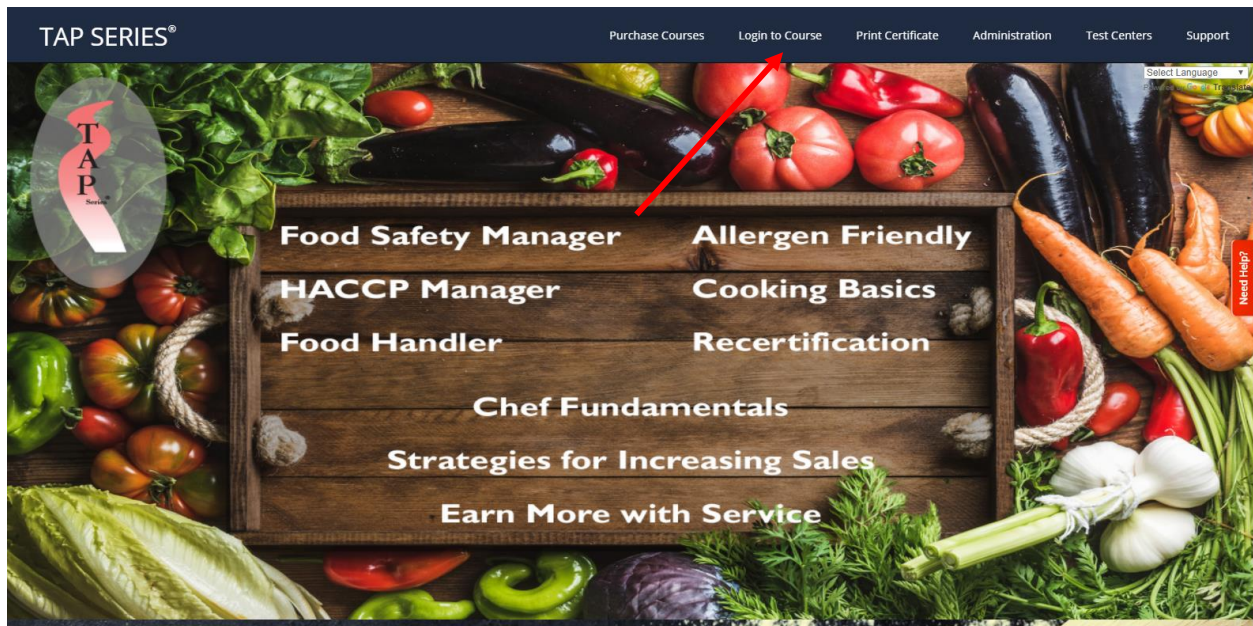 TAP SERIES®
Purchase Courses Login to Course Print Certificate Administration Test Centers Support
Select Language
T
A
P
Series®
Food Safety Manager Allergen Friendly
HACCP Manager Cooking Basics
Food Handler Recertification
Chef Fundamentals
Strategies for Increasing Sales
Earn More with Service
Need Help?